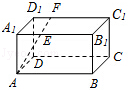 D₁ F C₁
A₁ E B₁
D C
A B